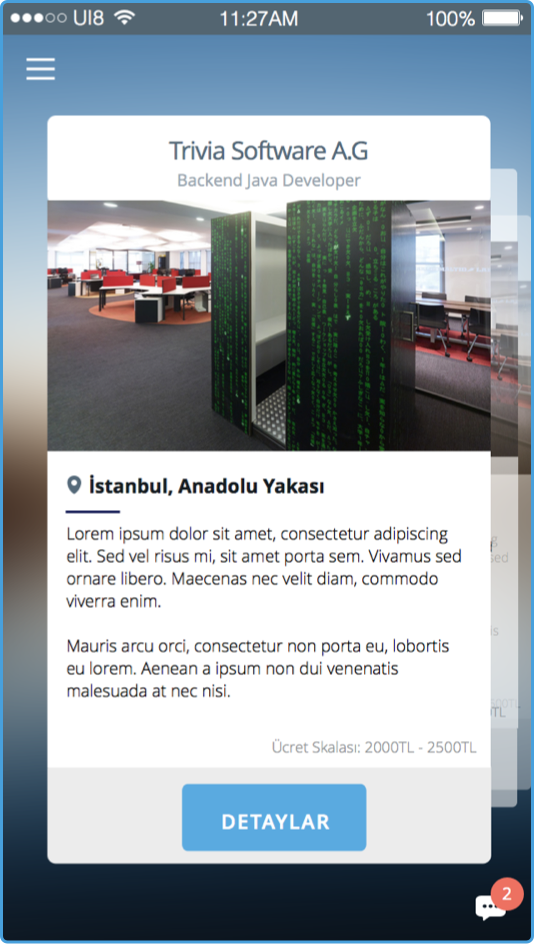 UI8
11:27AM
100%
Trivia Software A.G
Backend Java Developer
İstanbul, Anadolu Yakası
Lorem ipsum dolor sit amet, consectetur adipiscing
elit. Sed vel risus mi, sit amet porta sem. Vivamus sed
ornare libero. Maecenas nec velit diam, commodo
viverra enim.
Mauris arcu orci, consectetur non porta eu, lobortis
eu lorem. Aenean a ipsum non dui venenatis
malesuada at nec nisi.
Ücret Skalası: 2000TL - 2500TL
DETAYLAR
2